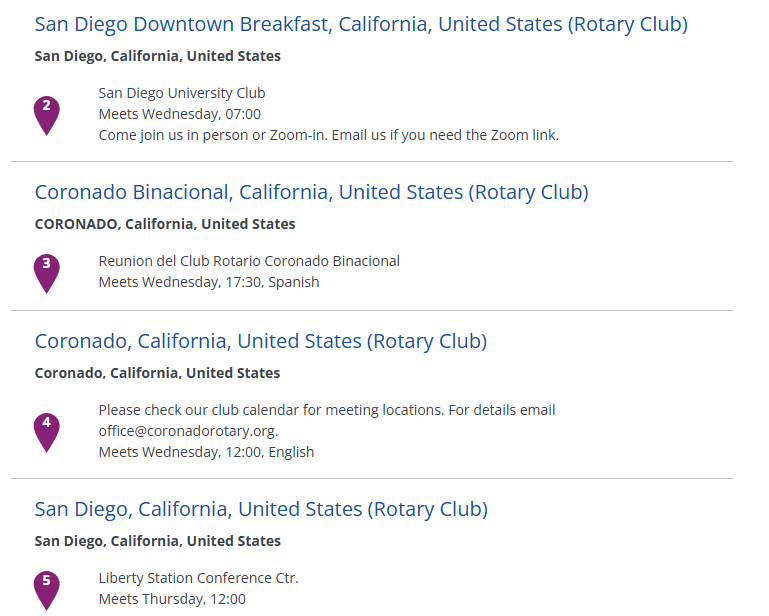 San Diego Downtown Breakfast, California, United States (Rotary Club)
San Diego, California, United States
2
San Diego University Club
Meets Wednesday, 07:00
Come join us in person or Zoom-in. Email us if you need the Zoom link.
Coronado Binacional, California, United States (Rotary Club)
CORONADO, California, United States
3
Reunion del Club Rotario Coronado Binacional
Meets Wednesday, 17:30, Spanish
Coronado, California, United States (Rotary Club)
Coronado, California, United States
4
Please check our club calendar for meeting locations. For details email
office@coronadorotary.org.
Meets Wednesday, 12:00, English
San Diego, California, United States (Rotary Club)
San Diego, California, United States
5
Liberty Station Conference Ctr.
Meets Thursday, 12:00